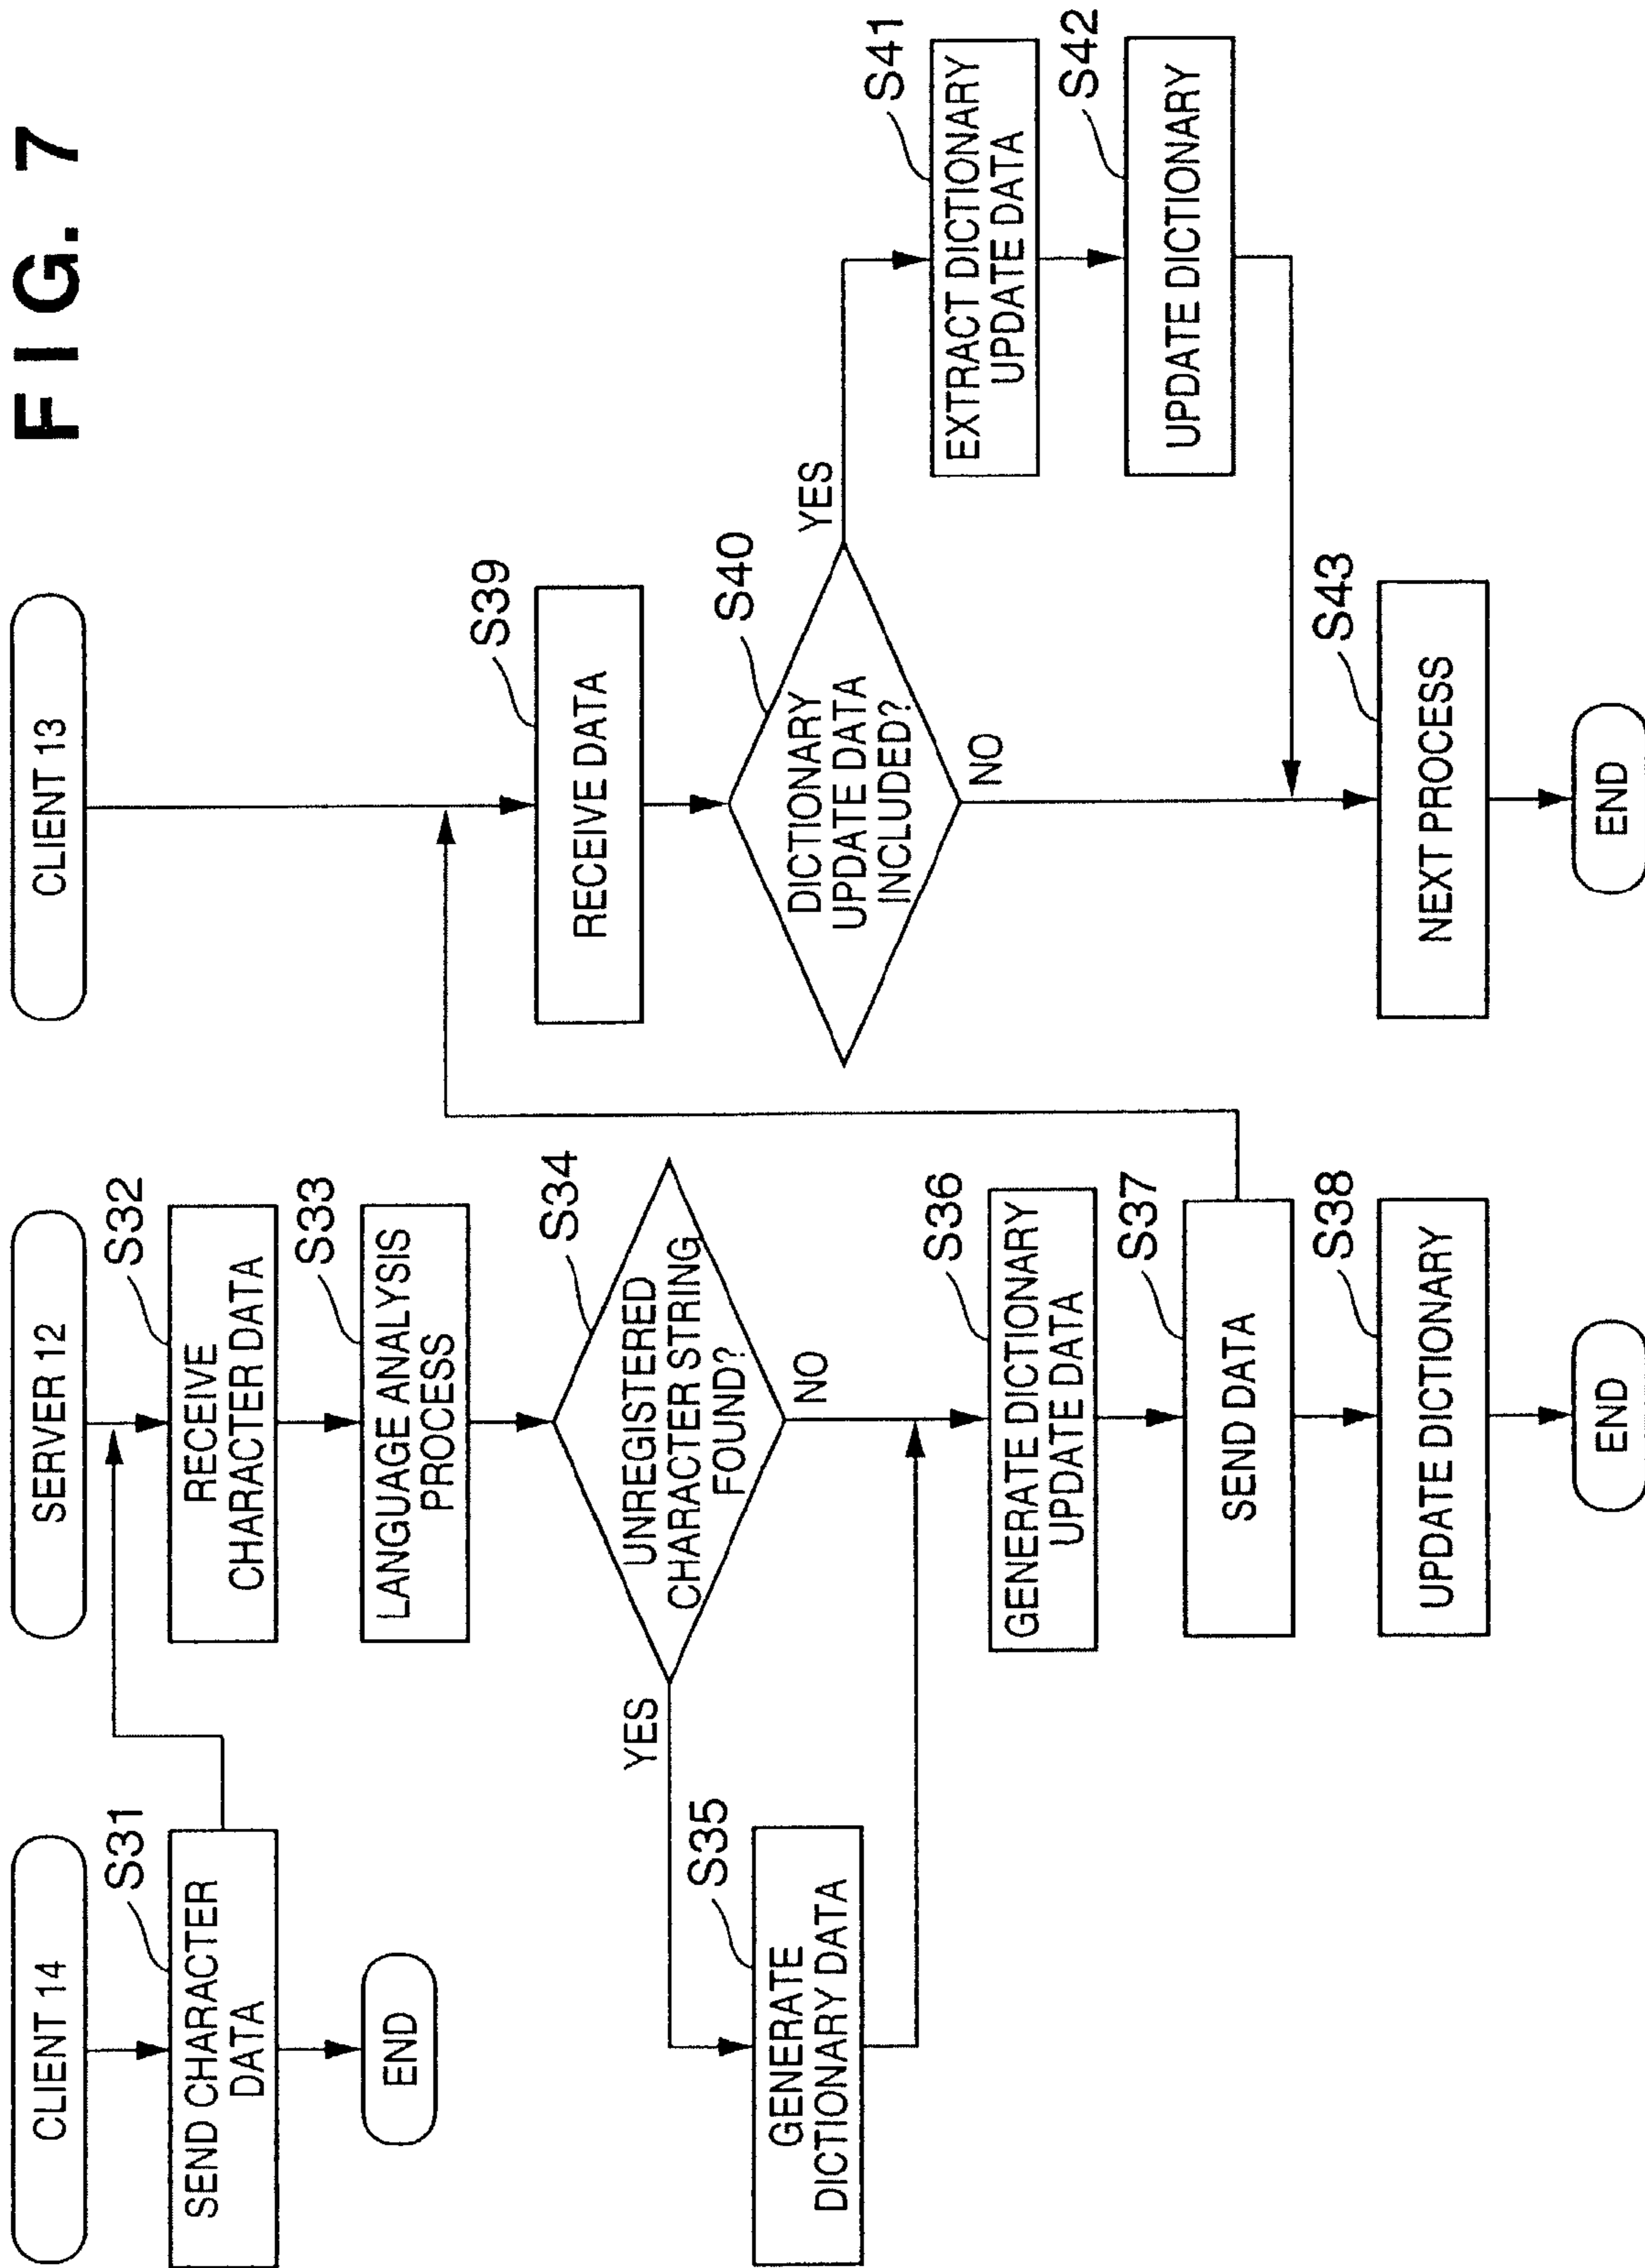 F I G. 7
CLIENT 14
S31
SEND CHARACTER
DATA
END
SERVER 12
S32
RECEIVE
CHARACTER DATA
S33
LANGUAGE ANALYSIS
PROCESS
S34
UNREGISTERED
CHARACTER STRING
FOUND?
YES
NO
S35
GENERATE
DICTIONARY DATA
S36
GENERATE DICTIONARY
UPDATE DATA
S37
SEND DATA
S38
UPDATE DICTIONARY
END
CLIENT 13
S39
RECEIVE DATA
S40
DICTIONARY
UPDATE DATA
INCLUDED?
YES
NO
S41
EXTRACT DICTIONARY
UPDATE DATA
S42
UPDATE DICTIONARY
S43
NEXT PROCESS
END